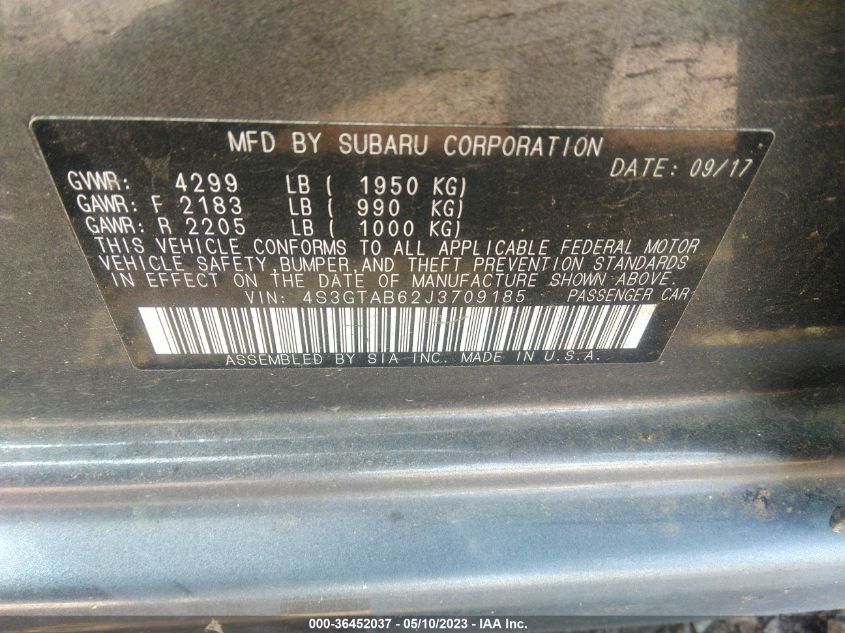 MFD BY SUBARU CORPORATION
DATE: 09/17
GVWR: 4299 LB ( 1950 KG)
GAWR: F 2183 LB ( 990 KG)
GAWR: R 2205 LB ( 1000 KG)
THIS VEHICLE CONFORMS TO ALL APPLICABLE FEDERAL MOTOR
VEHICLE SAFETY,BUMPER,AND THEFT PREVENTION STANDARDS
IN EFFECT ON THE DATE OF MANUFACTURE SHOWN ABOVE.
VIN: 4S3GTAB62J3709185 PASSENGER CAR
ASSEMBLED BY SIA INC. MADE IN U.S.A.
000-36452037 - 05/10/2023 - IAA Inc.